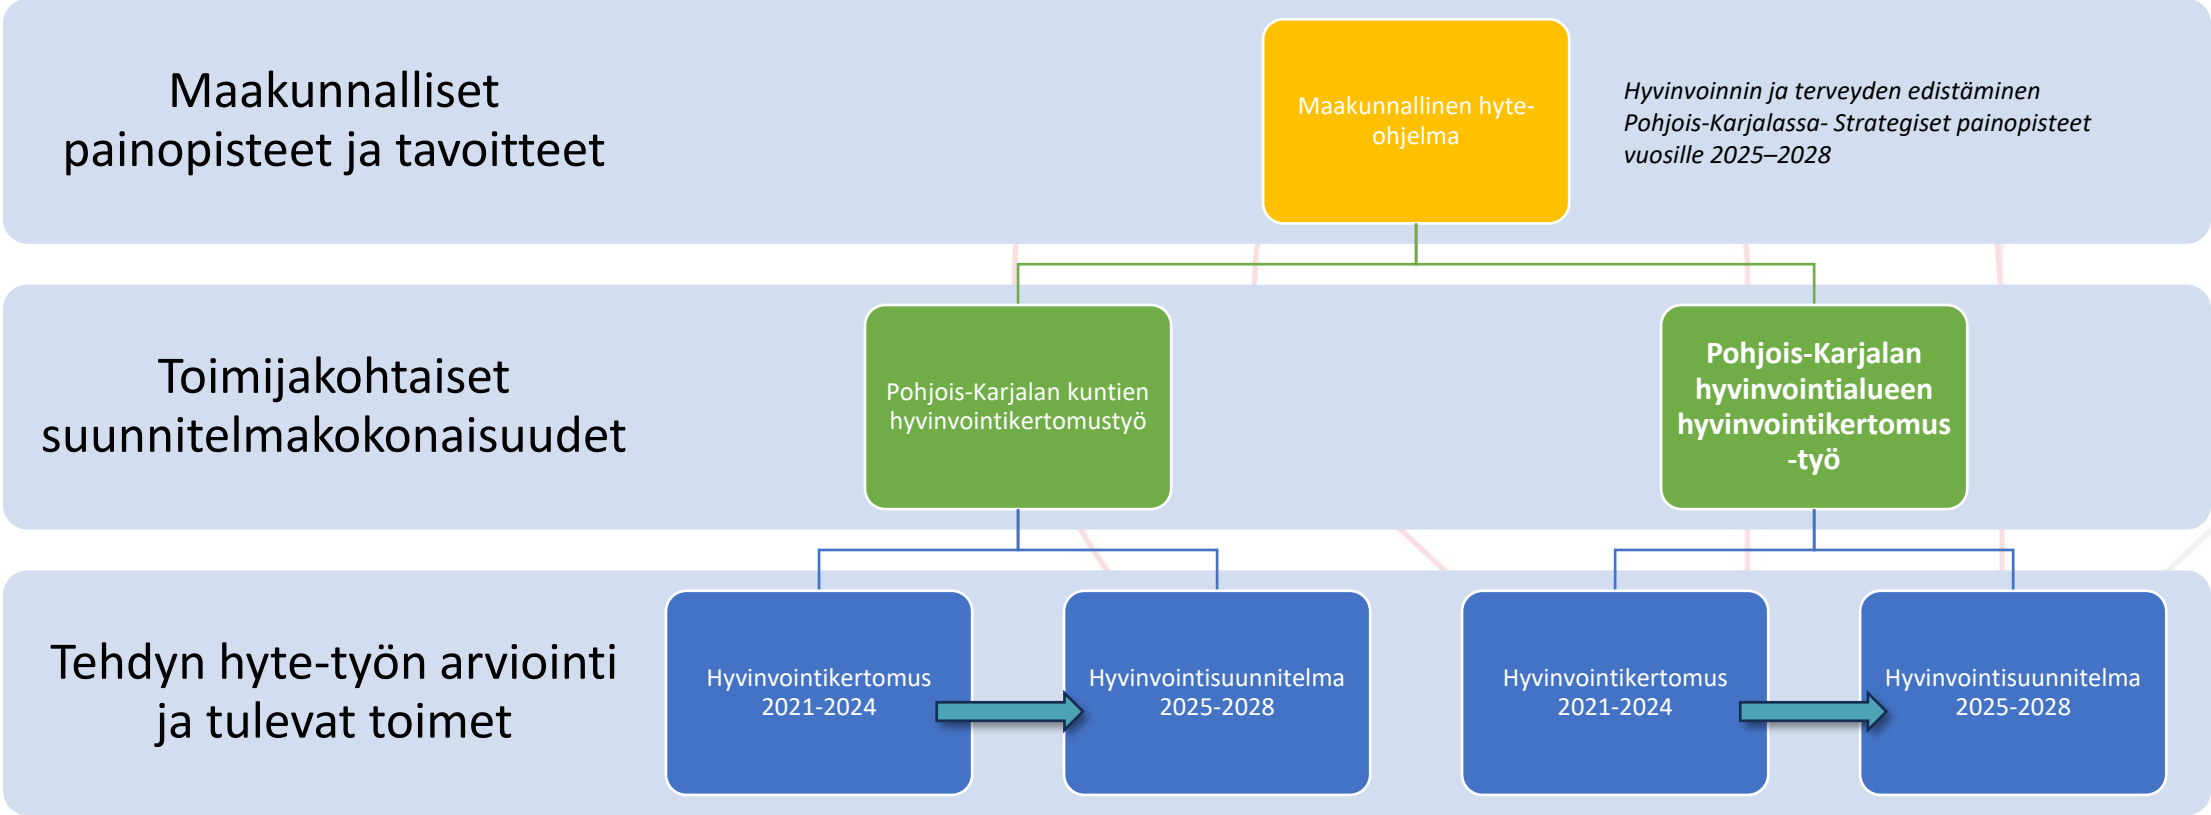 Maakunnalliset
painopisteet ja tavoitteet
Maakunnallinen hyte-
ohjelma
Hyvinvoinnin ja terveyden edistäminen
Pohjois-Karjalassa- Strategiset painopisteet
vuosille 2025–2028
Toimijakohtaiset
suunnitelmakokonaisuudet
Pohjois-Karjalan kuntien
hyvinvointikertomustyö
Pohjois-Karjalan
hyvinvointialueen
hyvinvointikertomus
-työ
Tehdyn hyte-työn arviointi
ja tulevat toimet
Hyvinvointikertomus
2021-2024
Hyvinvointisuunnitelma
2025-2028
Hyvinvointikertomus
2021-2024
Hyvinvointisuunnitelma
2025-2028